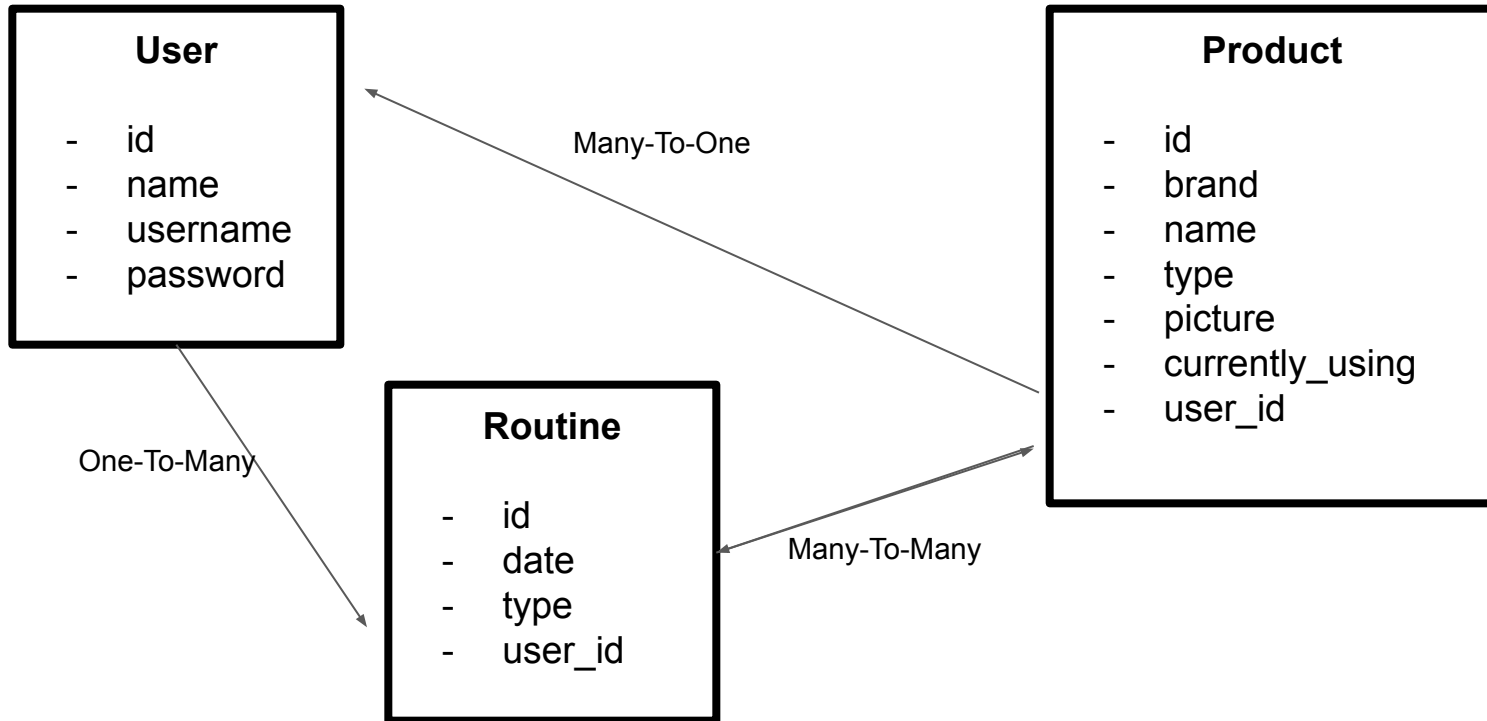 User
- id
- name
- username
- password
Many-To-One
Product
- id
- brand
- name
- type
- picture
- currently_using
- user_id
One-To-Many
Routine
- id
- date
- type
- user_id
Many-To-Many